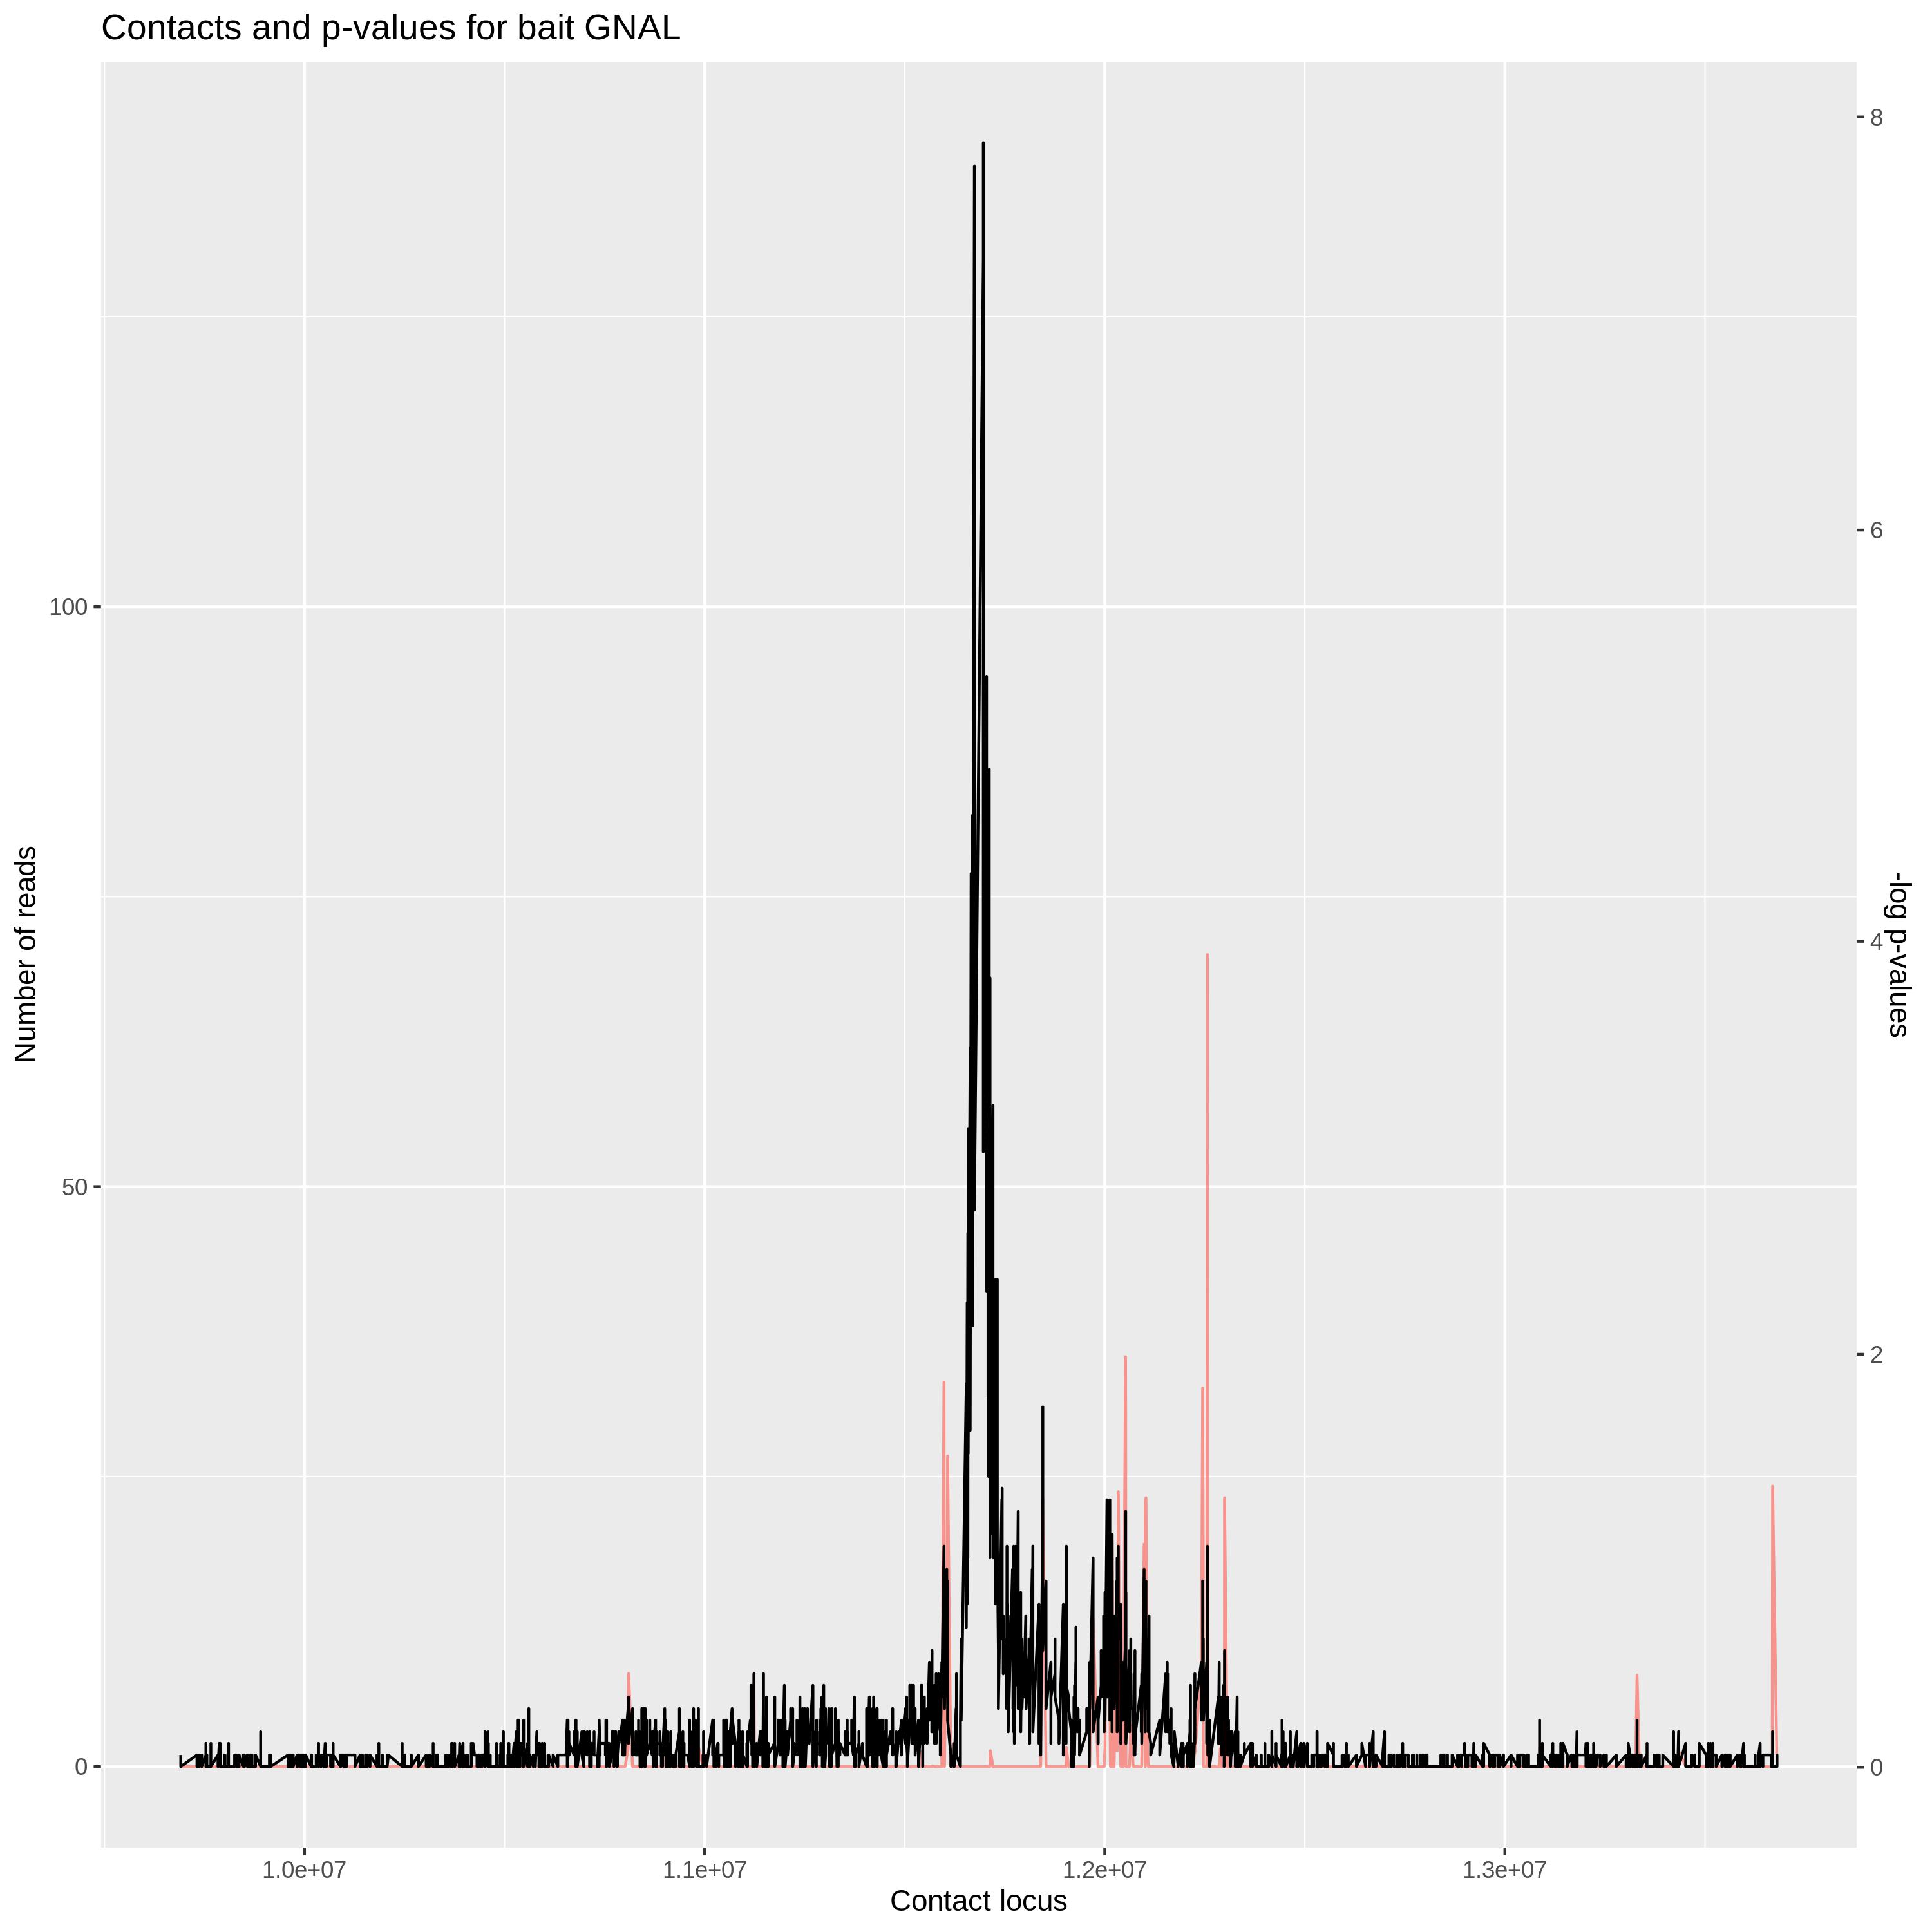 Contacts and p-values for bait GNAL
8
6
100
4
Number of reads
-log p-values
50
2
0
0
1.0e+07
1.1e+07
1.2e+07
1.3e+07
Contact locus